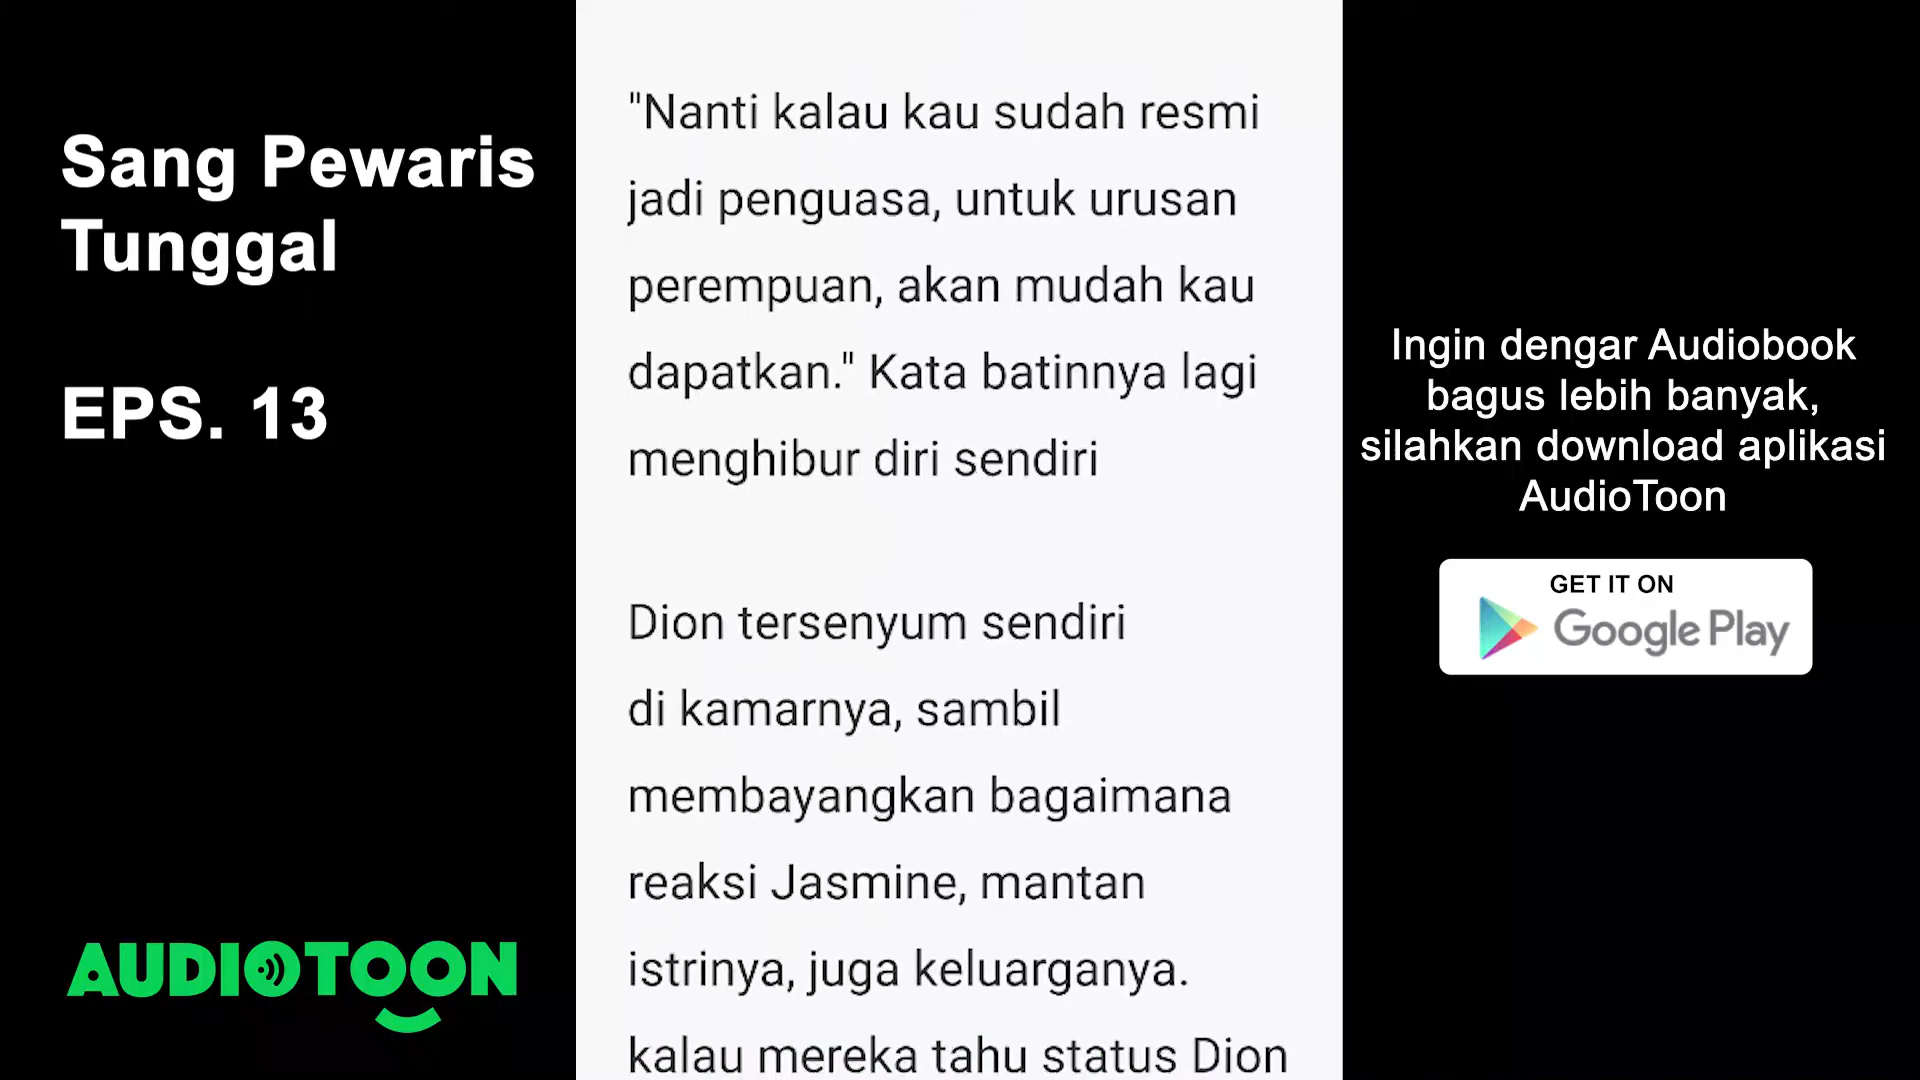 Sang Pewaris
Tunggal
EPS. 13
AUDIOTOON
"Nanti kalau kau sudah resmi
jadi penguasa, untuk urusan
perempuan, akan mudah kau
dapatkan." Kata batinnya lagi
menghibur diri sendiri
Dion tersenyum sendiri
di kamarnya, sambil
membayangkan bagaimana
reaksi Jasmine, mantan
istrinya, juga keluarganya.
kalau mereka tahu status Dion
Ingin dengar Audiobook
bagus lebih banyak,
silahkan download aplikasi
AudioToon
GET IT ON
Google Play